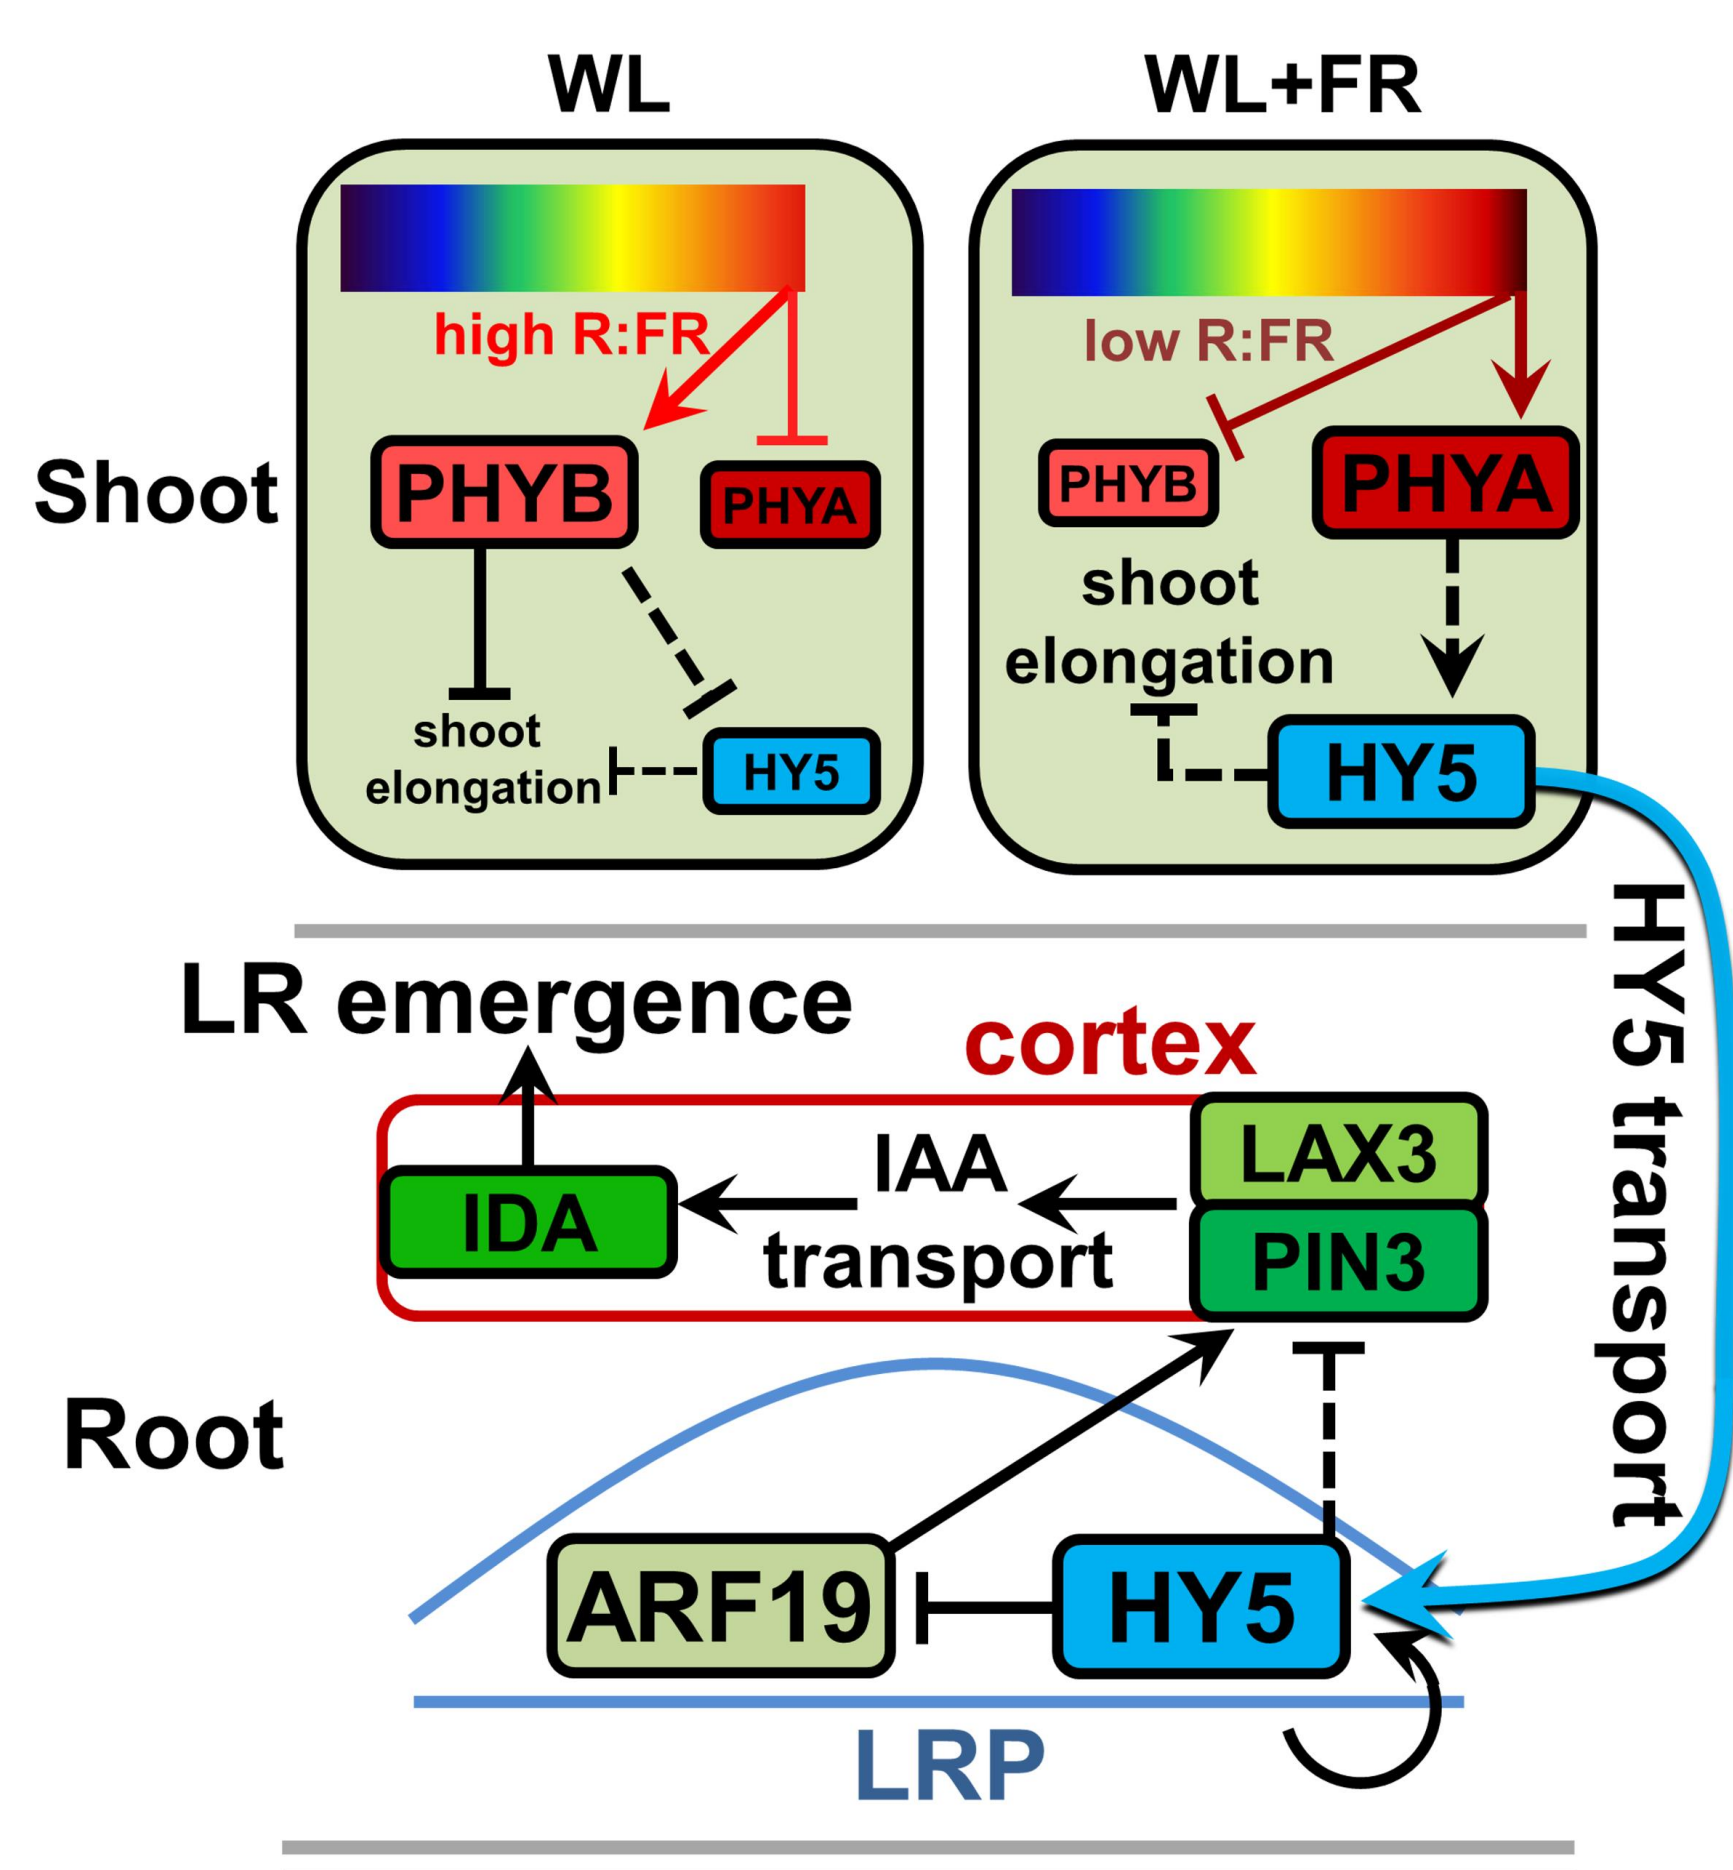 WL
WL+FR
high R:FR
low R:FR
Shoot
PHYB
PHYA
PHYB
PHYA
shoot
elongation
HY5
shoot
elongation
HY5
HY5 transport
LR emergence
cortex
LAX3
IAA
transport
IDA
PIN3
Root
ARF19
HY5
LRP